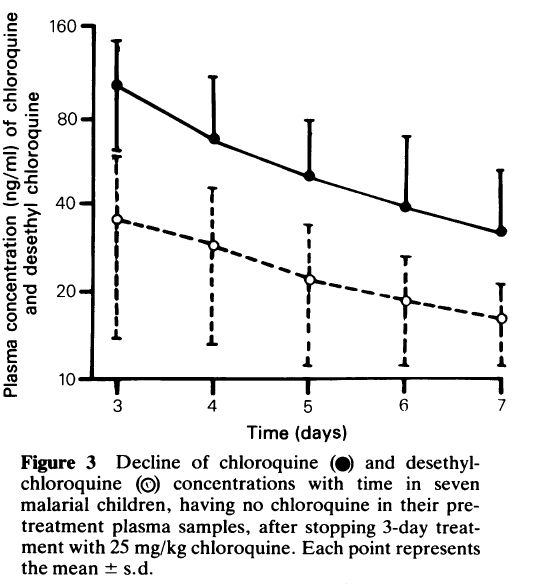 Plasma concentration (ng/ml) of chloroquine
and desethyl chloroquine
160
80
40
20
10
3 4 5 6 7
Time (days)
Figure 3 Decline of chloroquine (●) and desethyl-
chloroquine (○) concentrations with time in seven
malarial children, having no chloroquine in their pre-
treatment plasma samples, after stopping 3-day treat-
ment with 25 mg/kg chloroquine. Each point represents
the mean ± s.d.